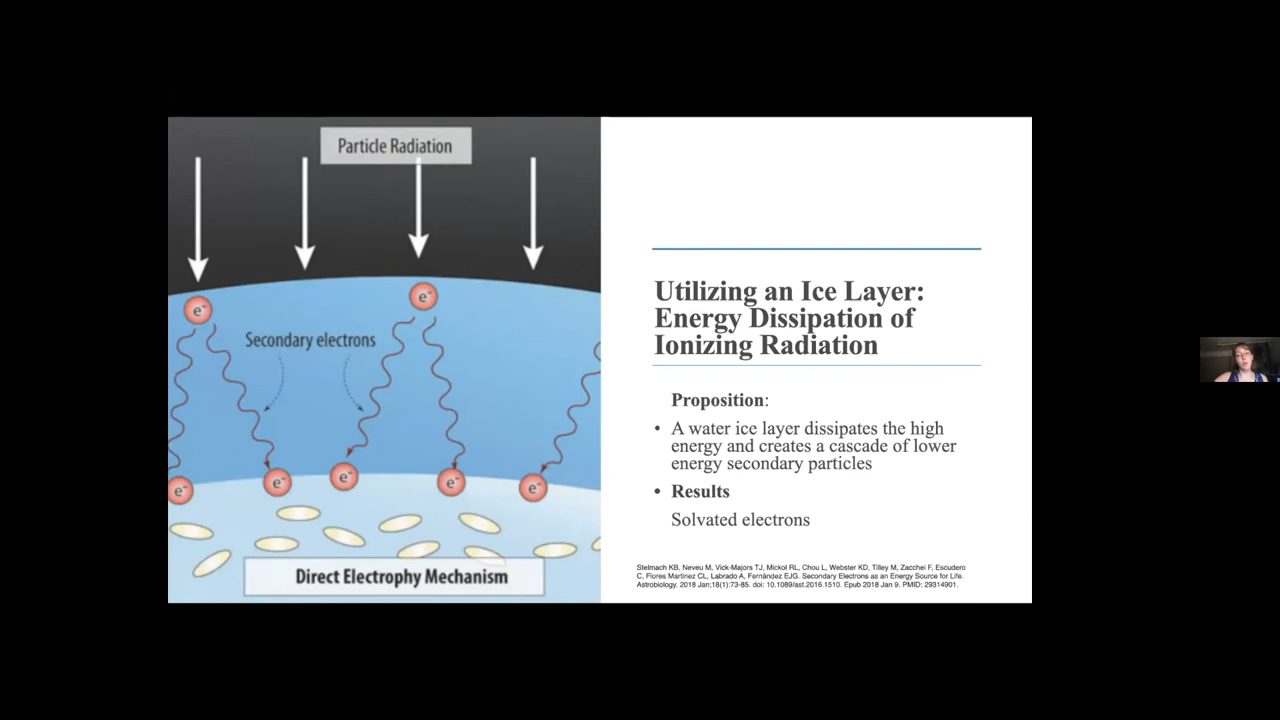 Particle Radiation
e⁻
e⁻
Secondary electrons
e⁻
e⁻
e⁻
e⁻
e⁻
Direct Electrophy Mechanism
Utilizing an Ice Layer:
Energy Dissipation of
Ionizing Radiation
Proposition:
• A water ice layer dissipates the high
energy and creates a cascade of lower
energy secondary particles
• Results
Solvated electrons
Stelmach KB, Neveu M, Vick-Majors TJ, Mickol RL, Chou L, Webster KD, Tilley M, Zacchei F, Escudero
C, Flores Martinez CL, Labrado A, Fernández EJG. Secondary Electrons as an Energy Source for Life.
Astrobiology. 2018 Jan;18(1):73-85. doi: 10.1089/ast.2016.1510. Epub 2018 Jan 9. PMID: 29314901.